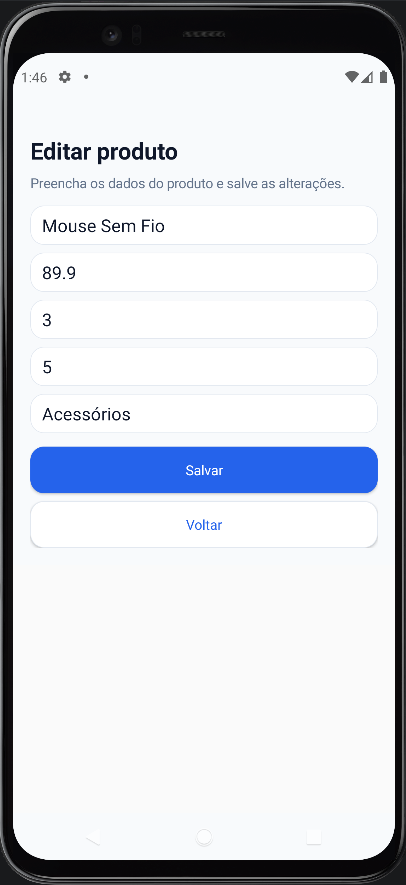 1:46
Editar produto
Preencha os dados do produto e salve as alterações.
Mouse Sem Fio
89.9
3
5
Acessórios
Salvar
Voltar